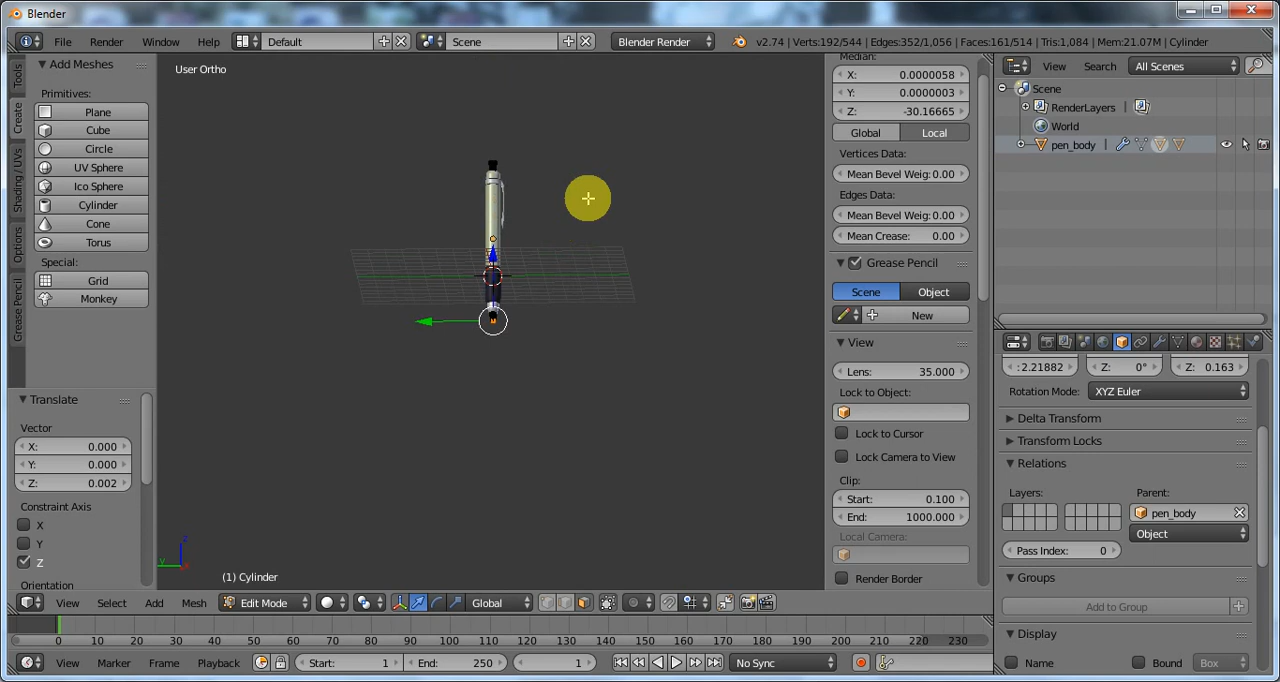 Blender
File Render Window Help Default Scene Blender Render v2.74 | Verts:192/544 | Edges:352/1,056 | Faces:161/514 | Tris:1,084 | Mem:21.07M | Cylinder
Tools
Create
Shading / UVs
Options
Grease Pencil
Add Meshes
Primitives:
Plane
Cube
Circle
UV Sphere
Ico Sphere
Cylinder
Cone
Torus
Special:
Grid
Monkey
Translate
Vector
X: 0.000
Y: 0.000
Z: 0.002
Constraint Axis
X
Y
Z
Orientation
User Ortho
z
y
(1) Cylinder
Median:
X: 0.0000058
Y: 0.0000003
Z: -30.16665
Global Local
Vertices Data:
Mean Bevel Weig: 0.00
Edges Data:
Mean Bevel Weig: 0.00
Mean Crease: 0.00
Grease Pencil
Scene Object
New
View
Lens: 35.000
Lock to Object:
Lock to Cursor
Lock Camera to View
Clip:
Start: 0.100
End: 1000.000
Local Camera:
Render Border
View Search All Scenes
Scene
RenderLayers
World
pen_body
: 2.21882 Z: 0° Z: 0.163
Rotation Mode: XYZ Euler
Delta Transform
Transform Locks
Relations
Layers: Parent:
pen_body
Object
Pass Index: 0
Groups
Add to Group
Display
Name Bound Box
View Select Add Mesh Edit Mode Global
0 10 20 30 40 50 60 70 80 90 100 110 120 130 140 150 160 170 180 190 200 210 220 230
View Marker Frame Playback Start: 1 End: 250 1 No Sync